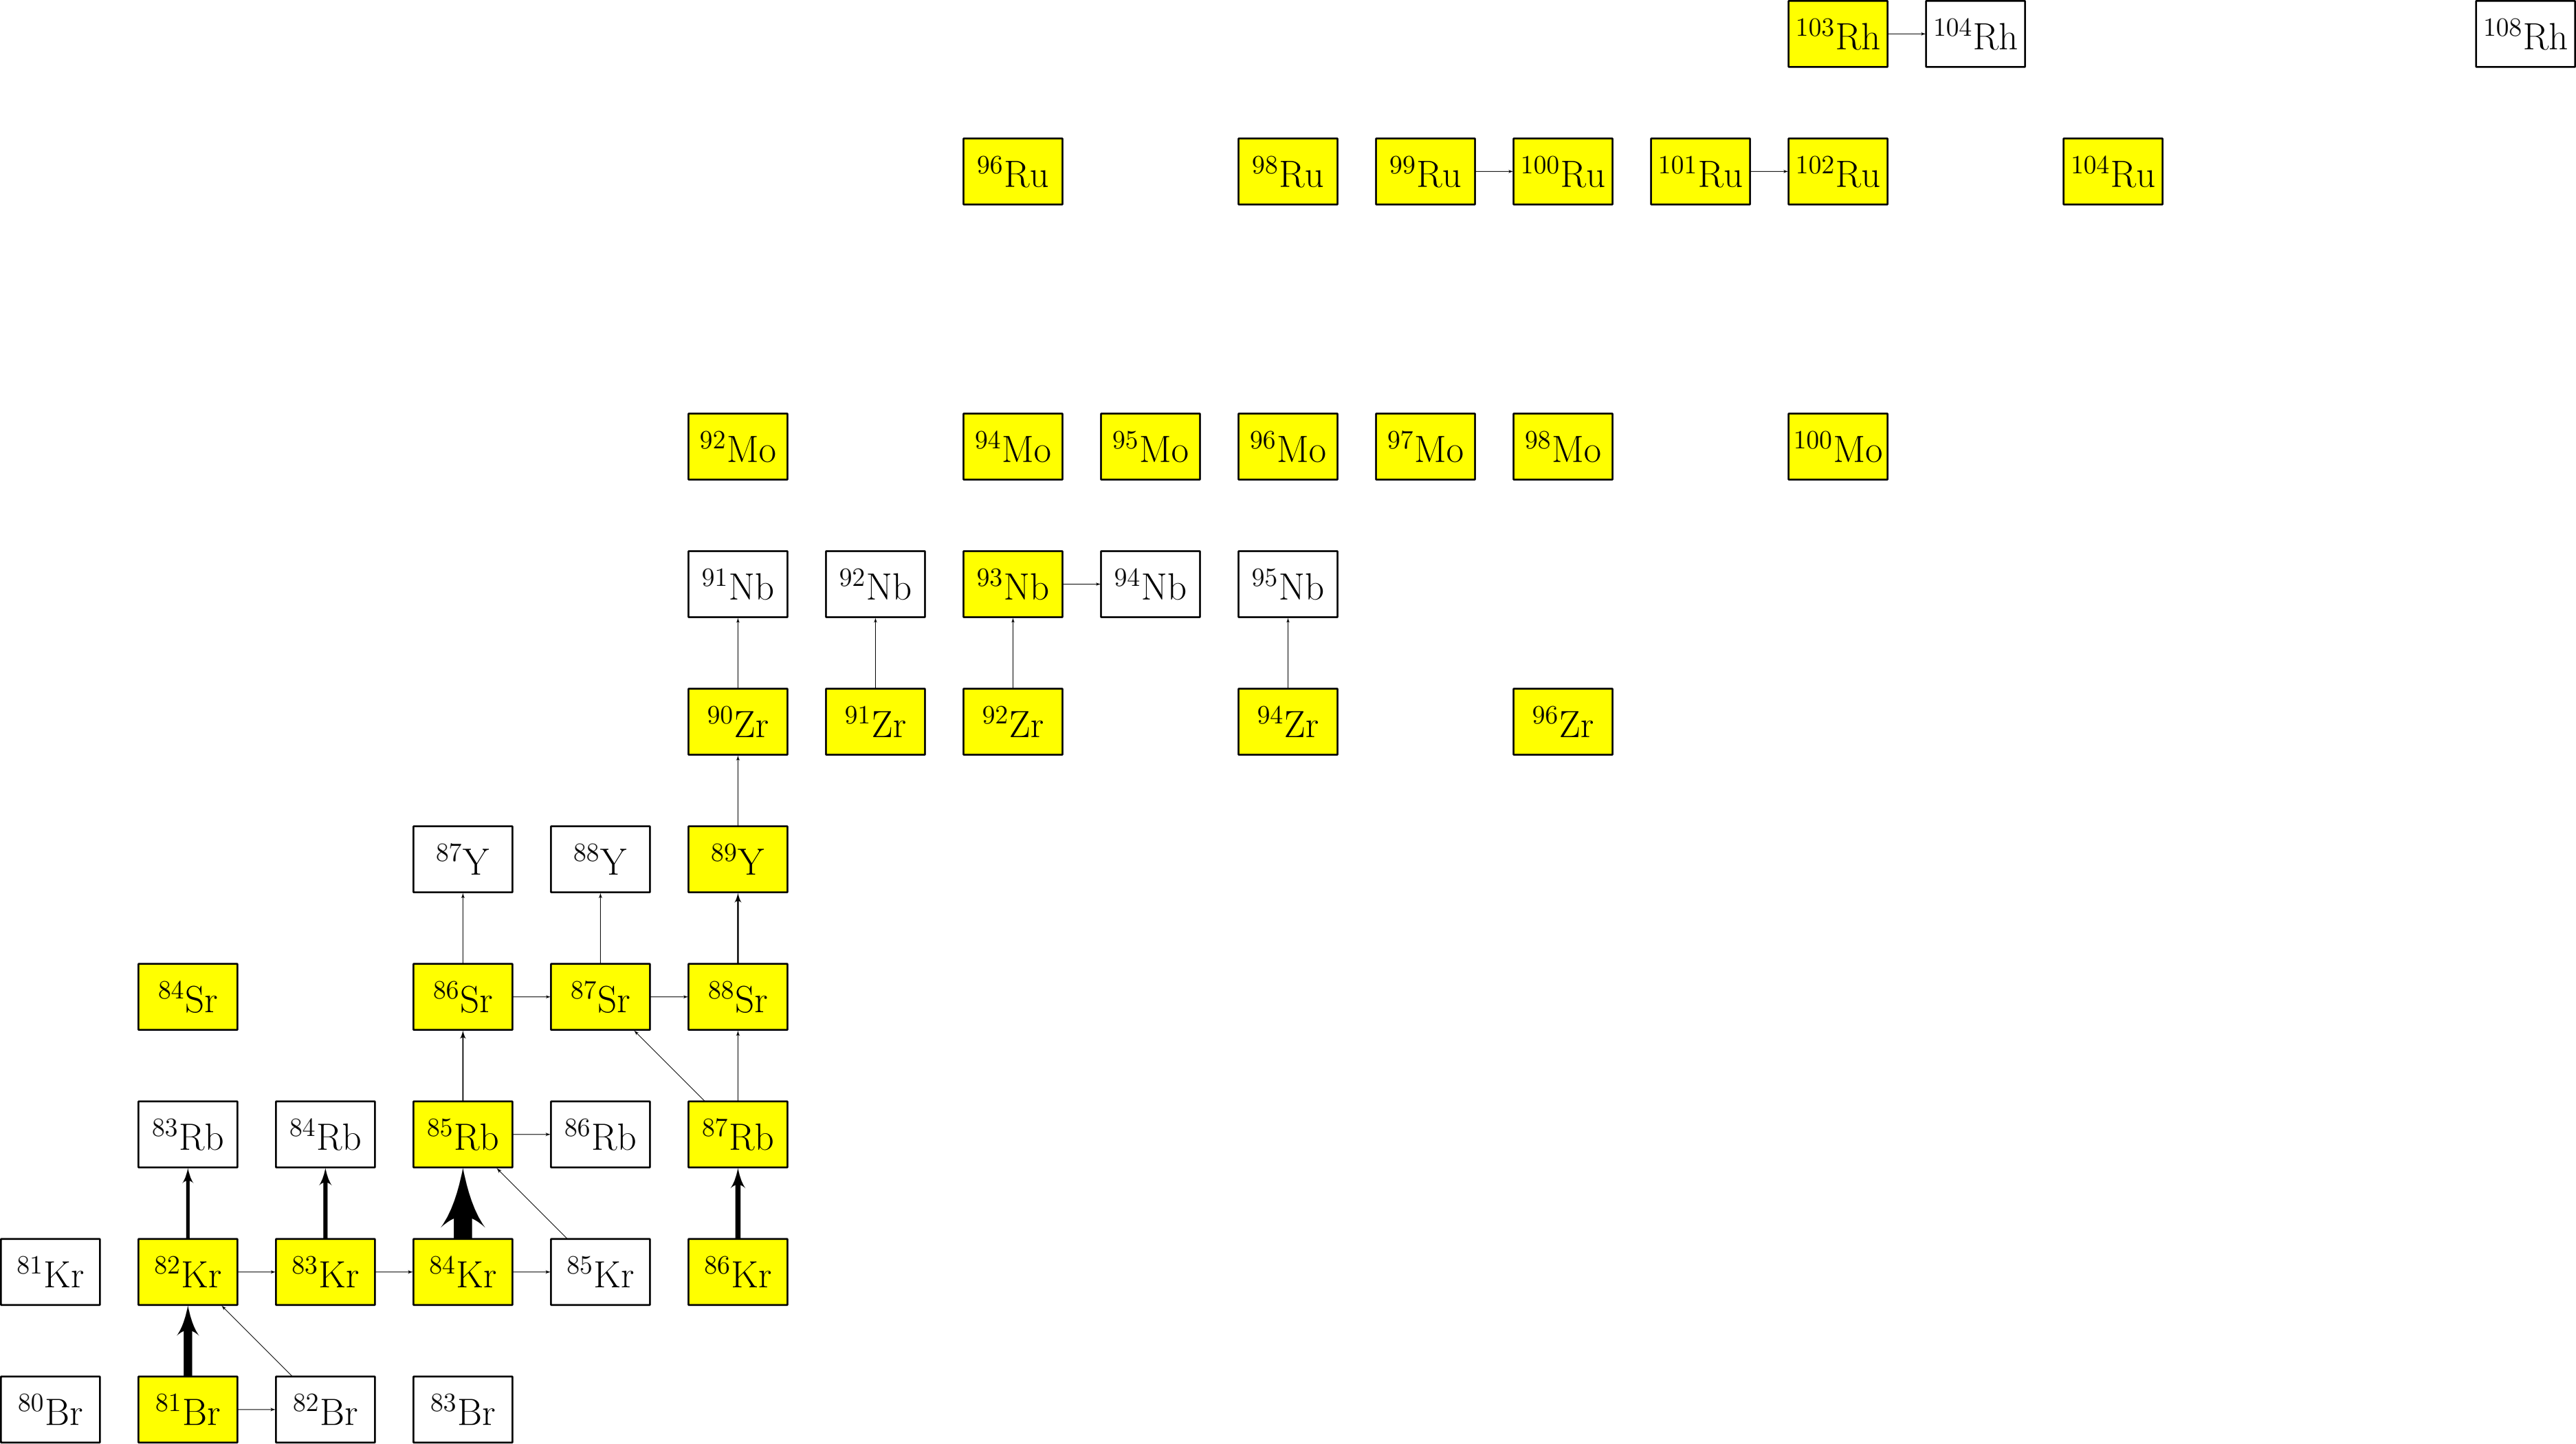 ¹⁰³Rh ¹⁰⁴Rh ¹⁰⁸Rh
⁹⁶Ru ⁹⁸Ru ⁹⁹Ru ¹⁰⁰Ru ¹⁰¹Ru ¹⁰²Ru ¹⁰⁴Ru
⁹²Mo ⁹⁴Mo ⁹⁵Mo ⁹⁶Mo ⁹⁷Mo ⁹⁸Mo ¹⁰⁰Mo
⁹¹Nb ⁹²Nb ⁹³Nb ⁹⁴Nb ⁹⁵Nb
⁹⁰Zr ⁹¹Zr ⁹²Zr ⁹⁴Zr ⁹⁶Zr
⁸⁷Y ⁸⁸Y ⁸⁹Y
⁸⁴Sr ⁸⁶Sr ⁸⁷Sr ⁸⁸Sr
⁸³Rb ⁸⁴Rb ⁸⁵Rb ⁸⁶Rb ⁸⁷Rb
⁸¹Kr ⁸²Kr ⁸³Kr ⁸⁴Kr ⁸⁵Kr ⁸⁶Kr
⁸⁰Br ⁸¹Br ⁸²Br ⁸³Br